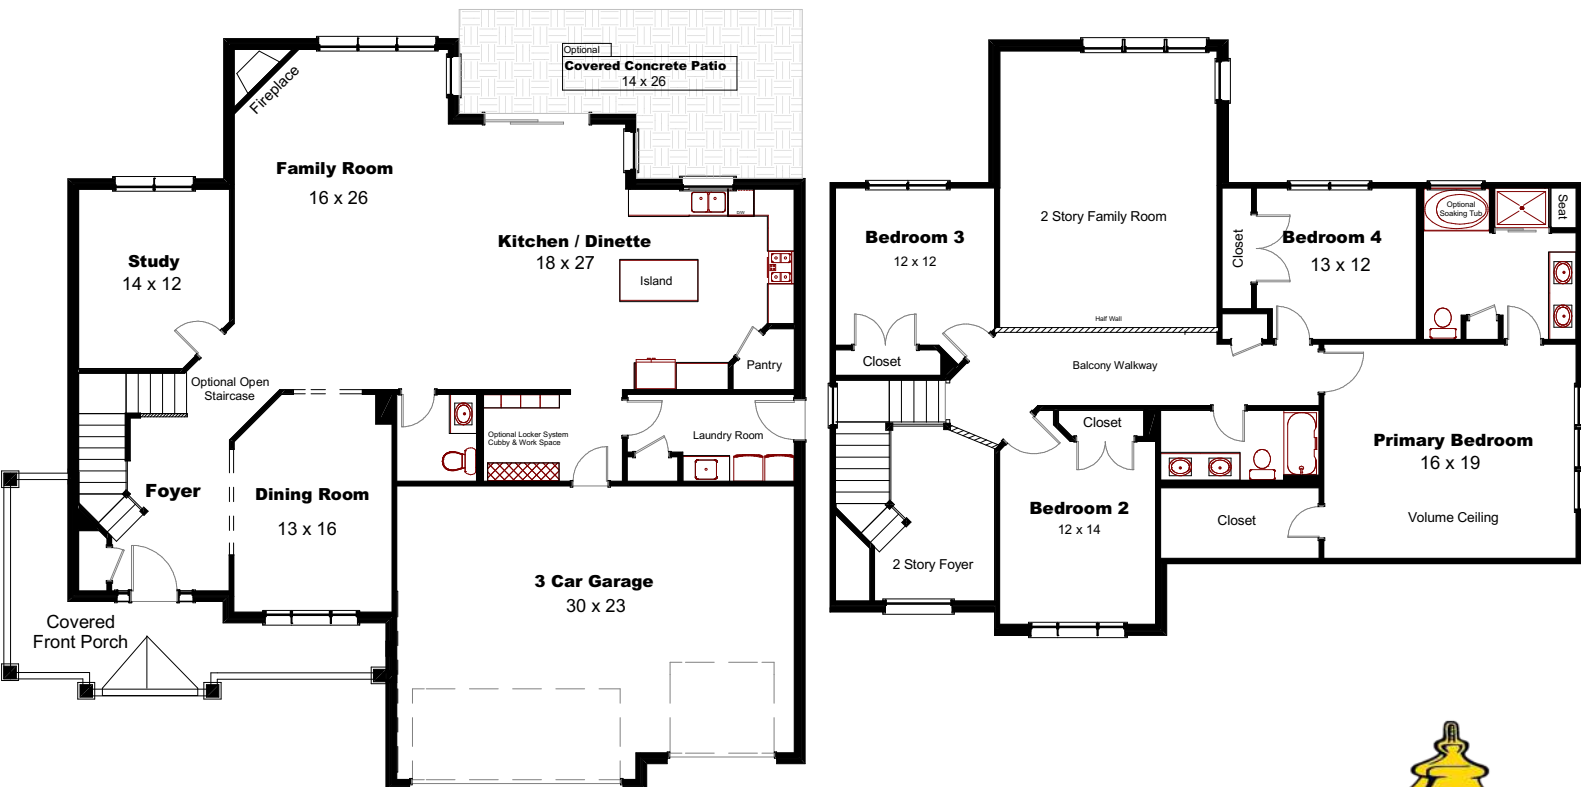 Optional
Covered Concrete Patio
14 x 26
Fireplace
Family Room
16 x 26
Kitchen / Dinette
18 x 27
Island
D/W
Study
14 x 12
Pantry
Optional Open
Staircase
Optional Locker System
Cubby & Work Space
Laundry Room
Foyer
Dining Room
13 x 16
3 Car Garage
30 x 23
Covered
Front Porch
2 Story Family Room
Half Wall
Bedroom 3
12 x 12
Closet
Closet
Bedroom 4
13 x 12
Optional
Soaking Tub
Seat
Balcony Walkway
Closet
Primary Bedroom
16 x 19
Volume Ceiling
Bedroom 2
12 x 14
Closet
2 Story Foyer